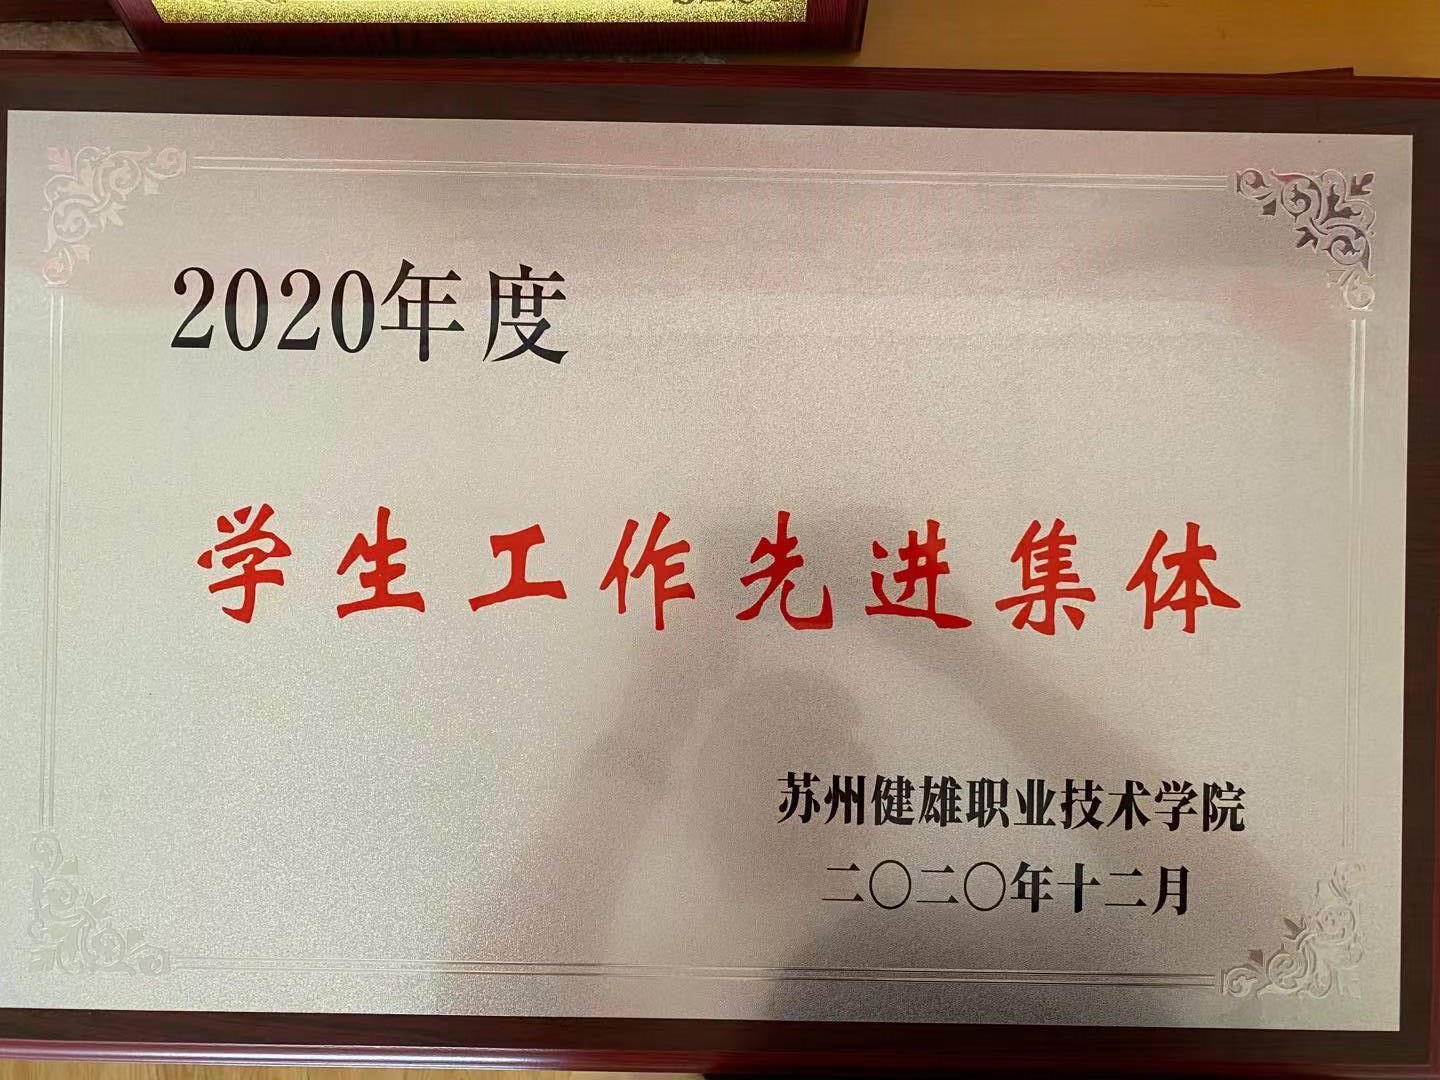 2020年度
学生工作先进集体
苏州健雄职业技术学院
二〇二〇年十二月